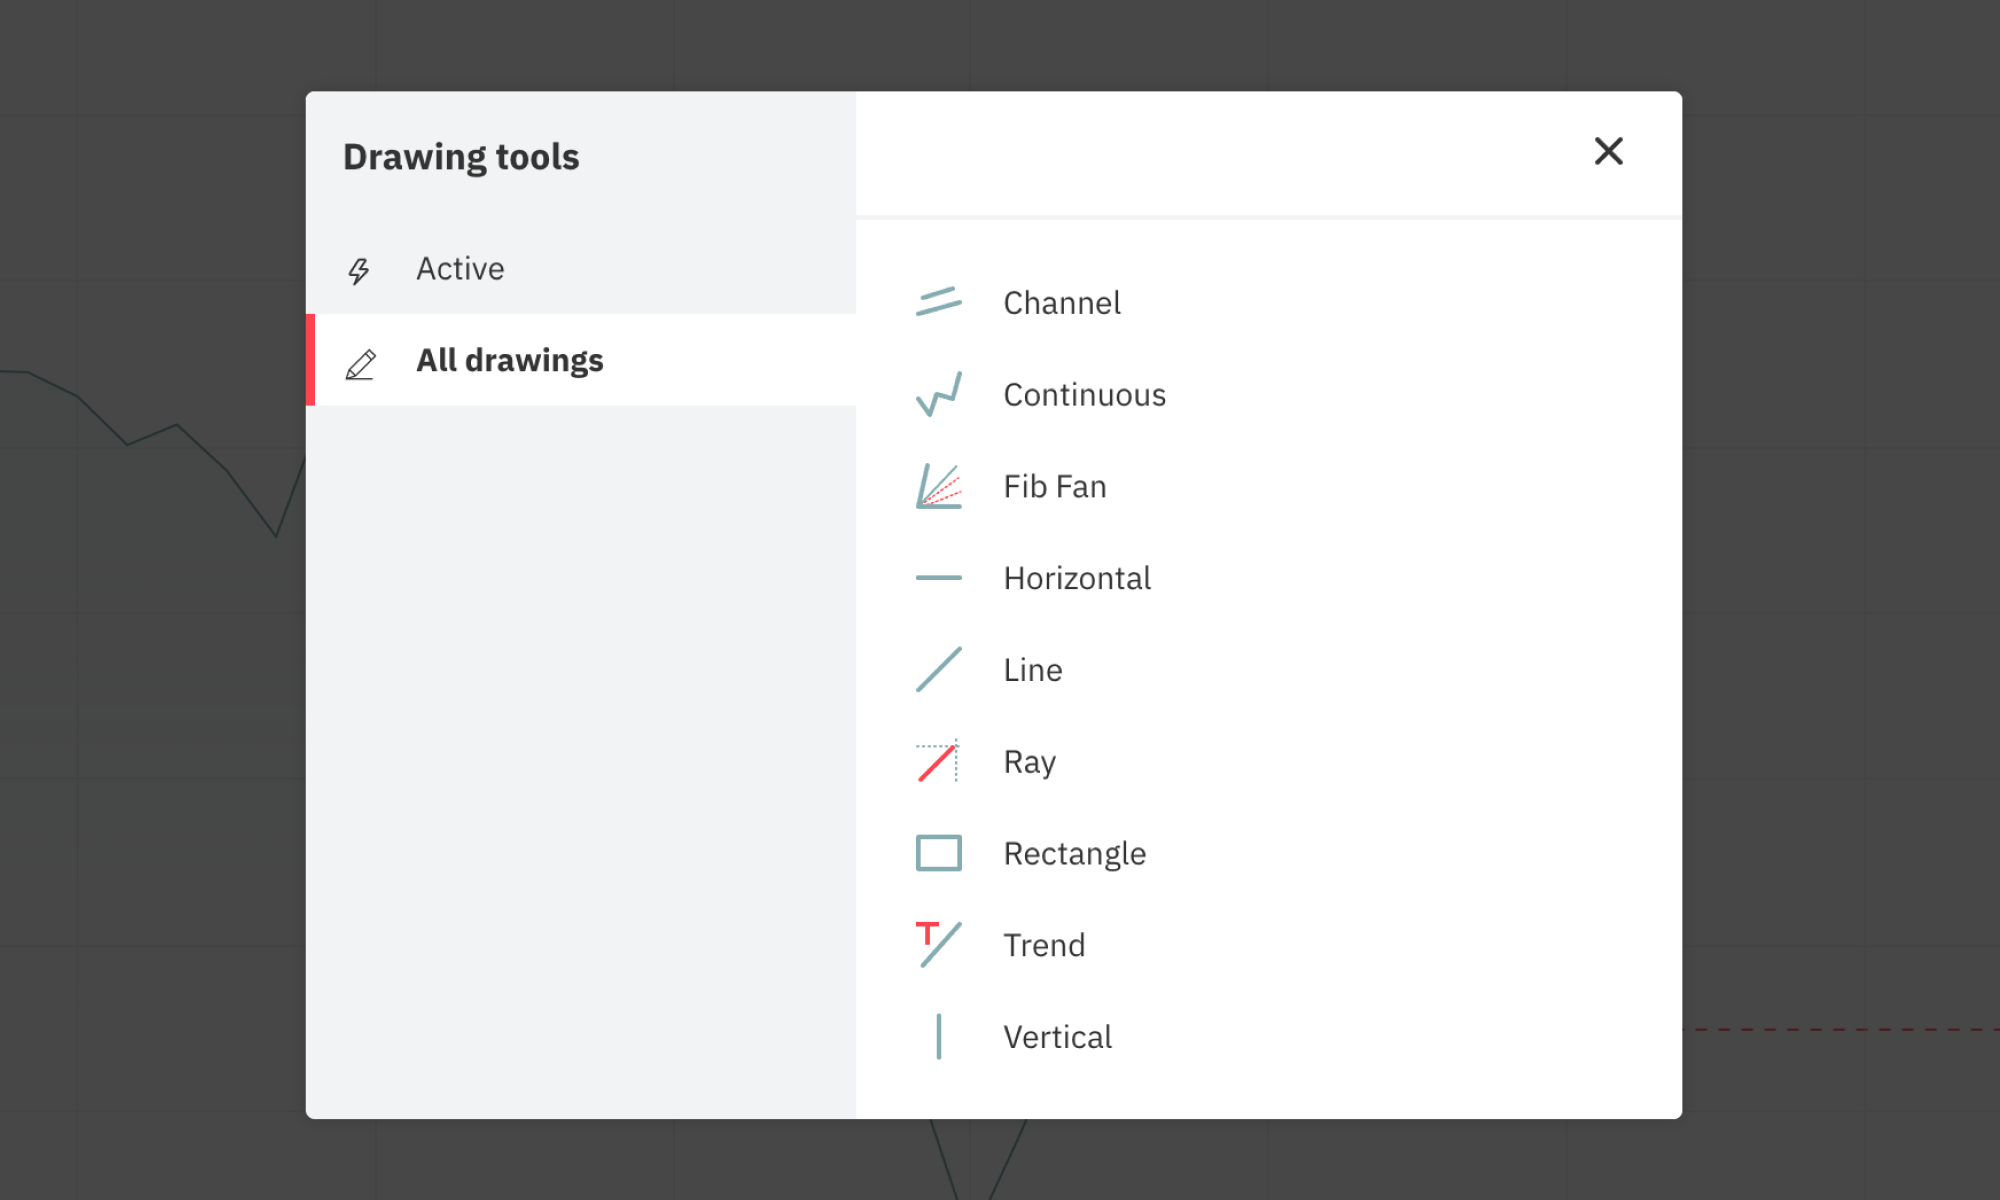 Drawing tools
Active
All drawings
Channel
Continuous
Fib Fan
Horizontal
Line
Ray
Rectangle
T
Trend
Vertical